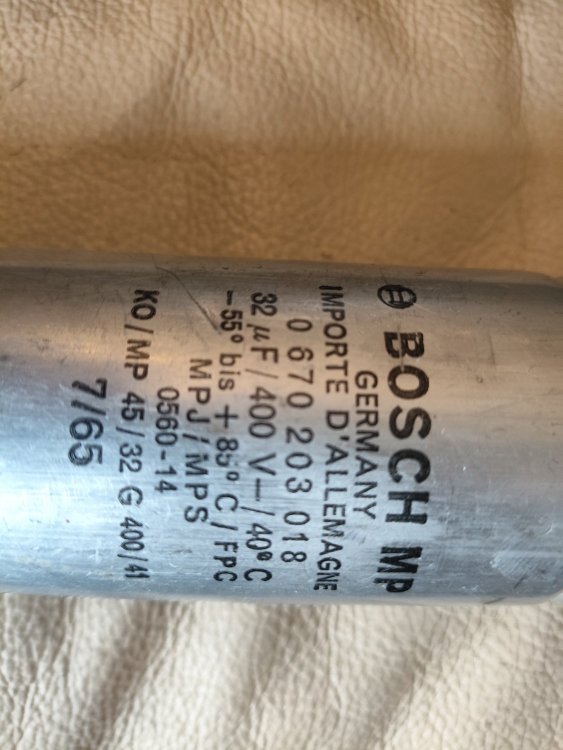 BOSCH MP
GERMANY
IMPORTE D'ALLEMAGNE
0 670 203 018
32 µF/400 V–/40° C
-55° bis +85° C/FPC
MPJ/MPS
0560-14
KO/MP 45/32 G 400/41
7/65